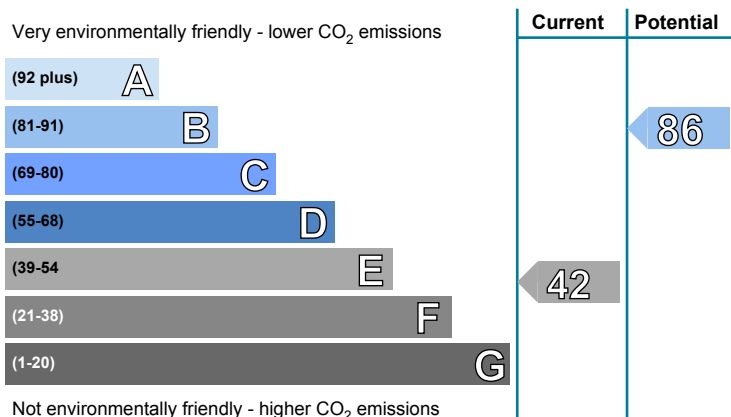 Very environmentally friendly - lower CO2 emissions
Current
Potential
(92 plus) A
(81-91) B
86
(69-80) C
(55-68) D
(39-54 E
42
(21-38) F
(1-20) G
Not environmentally friendly - higher CO2 emissions